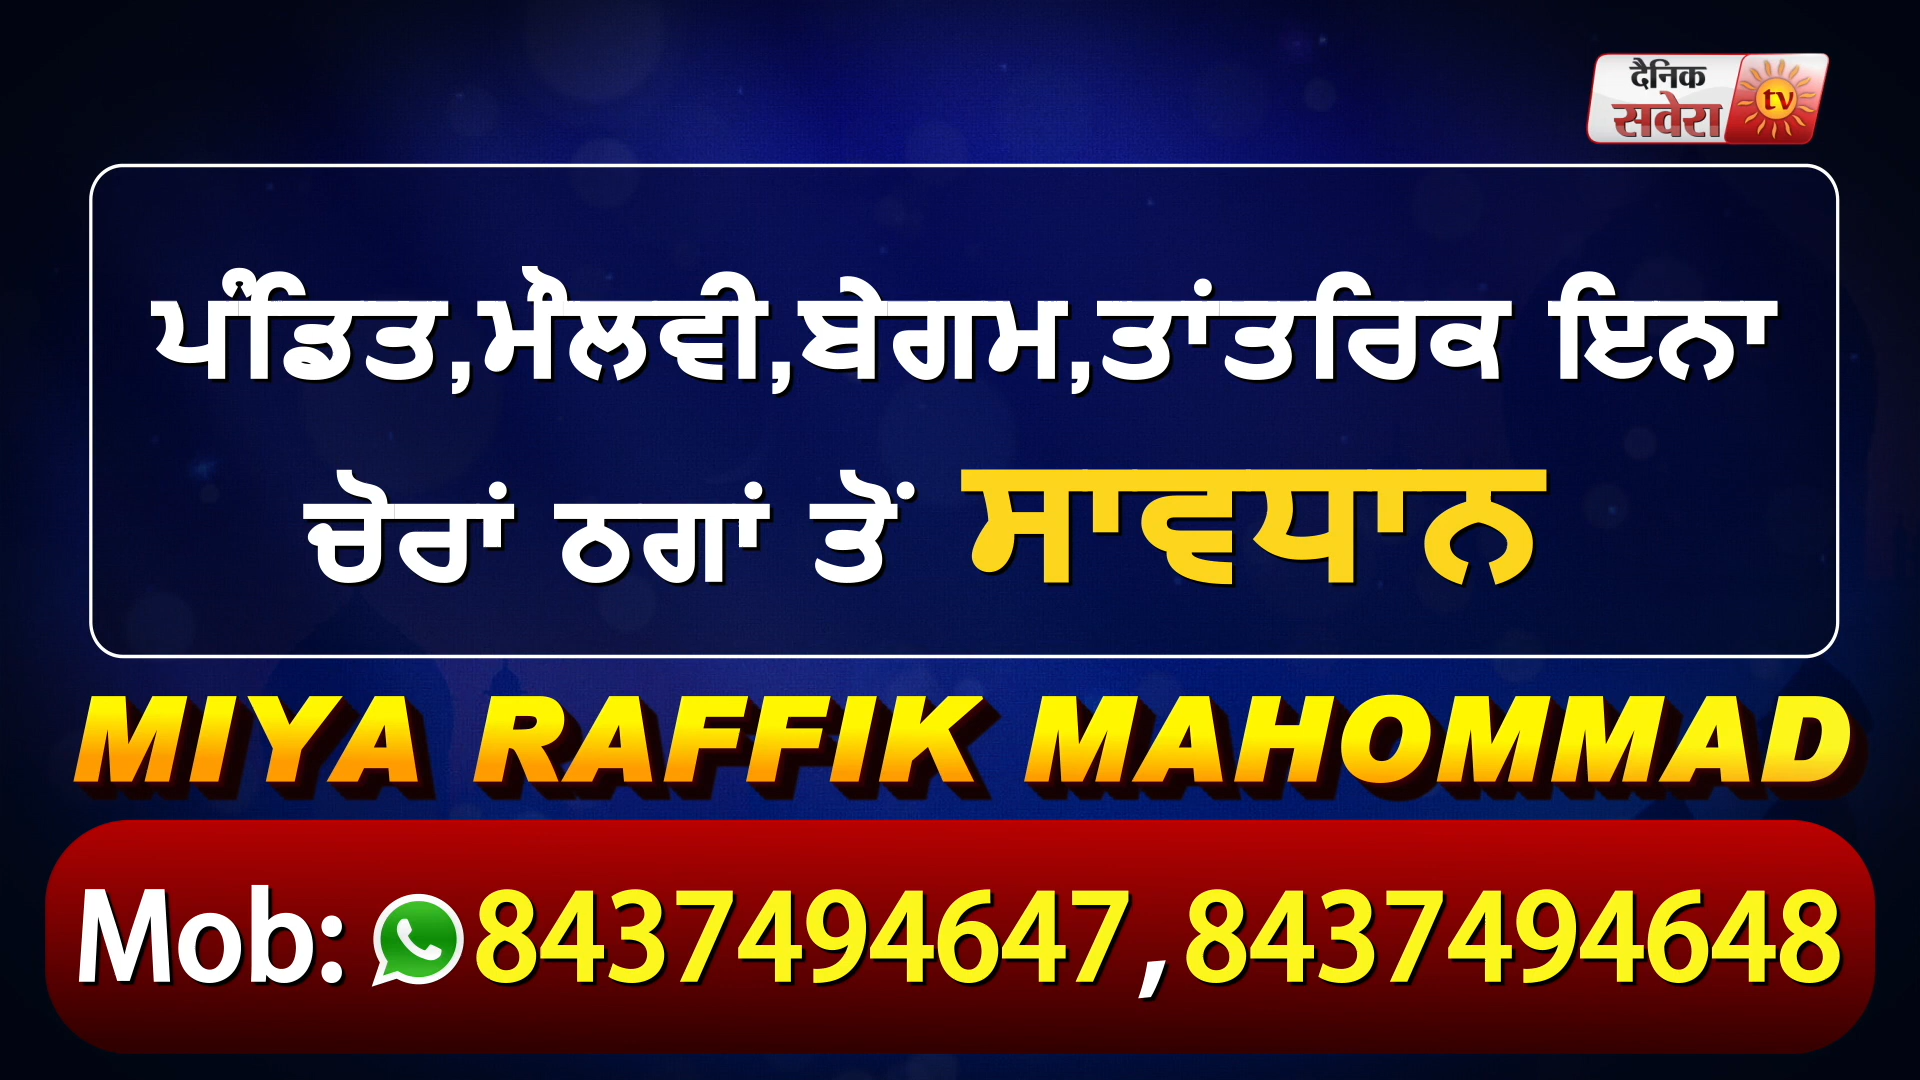 दैनिक
सवेरा tv
ਪੰਡਿਤ,ਮੌਲਵੀ,ਬੇਗਮ,ਤਾਂਤਰਿਕ ਇਨਾ
ਚੋਰਾਂ ਠਗਾਂ ਤੋਂ ਸਾਵਧਾਨ
MIYA RAFFIK MAHOMMAD
Mob: 8437494647, 8437494648